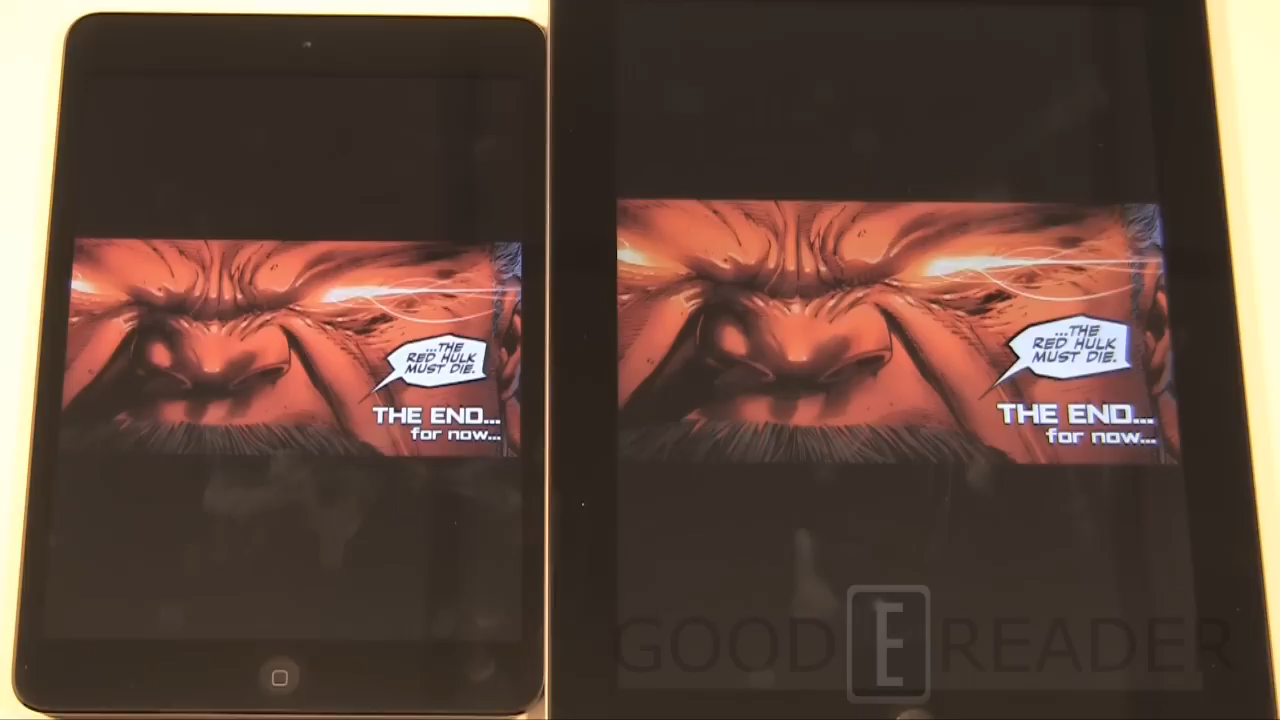 ...THE
RED HULK
MUST DIE.
THE END...
for now...
...THE
RED HULK
MUST DIE.
THE END...
for now...
GOOD E READER